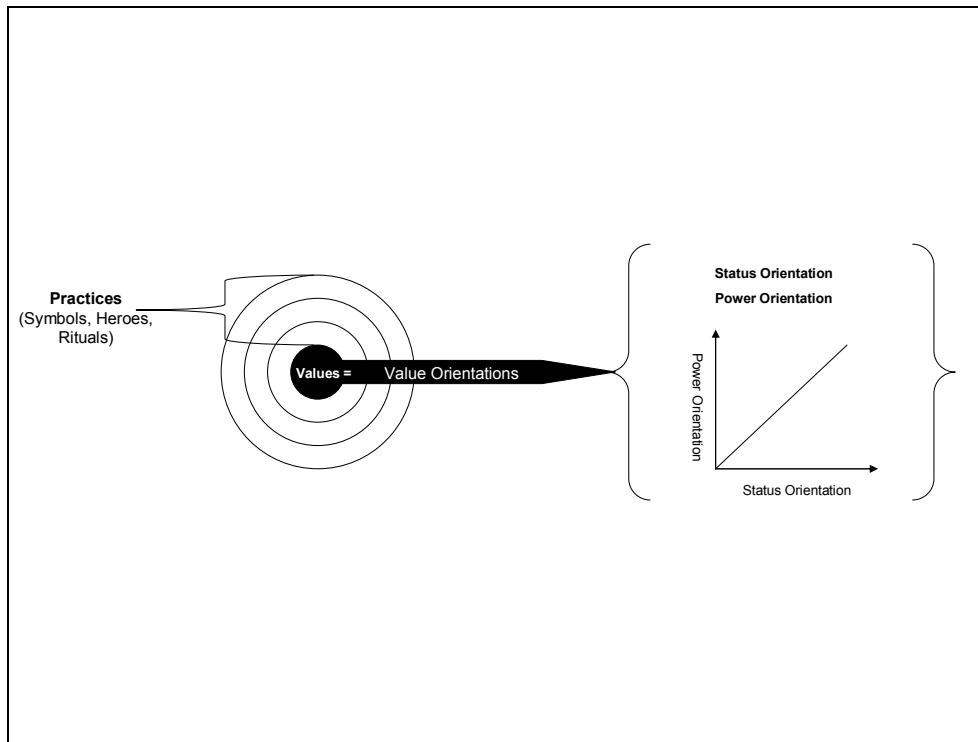 Practices
(Symbols, Heroes,
Rituals)
Values =
Value Orientations
Status Orientation
Power Orientation
Power Orientation
Status Orientation